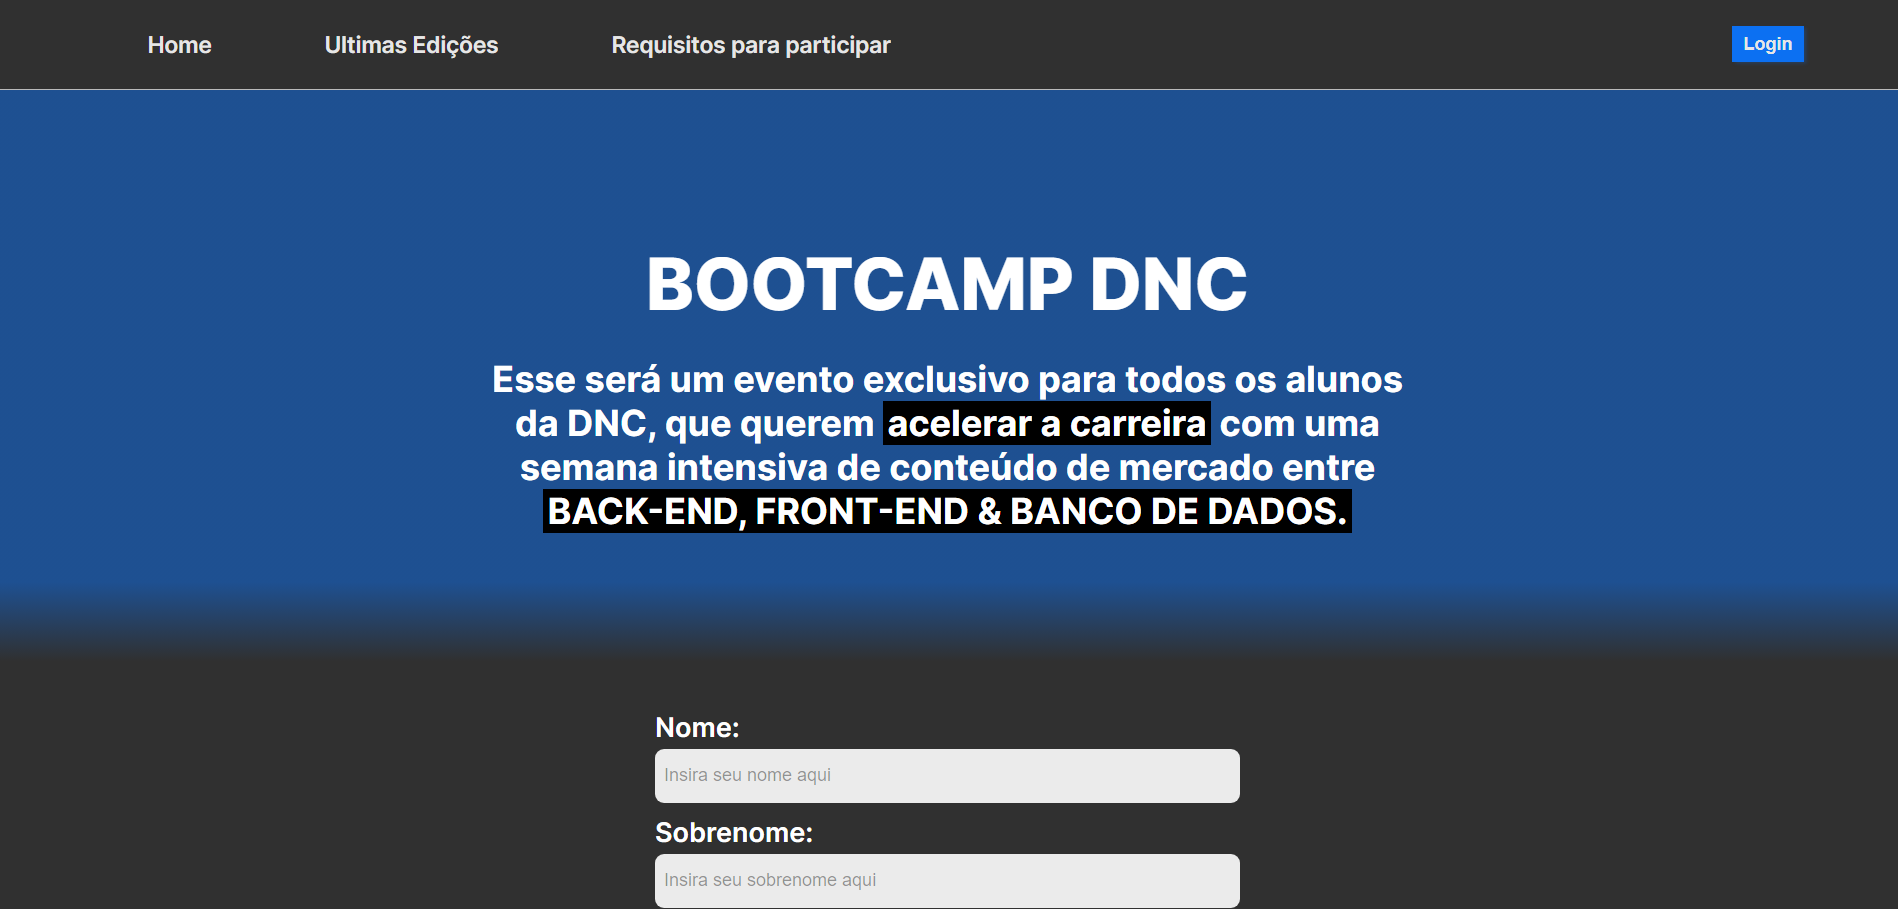 Home
Ultimas Edições
Requisitos para participar
Login
BOOTCAMP DNC
Esse será um evento exclusivo para todos os alunos
da DNC, que querem acelerar a carreira com uma
semana intensiva de conteúdo de mercado entre
BACK-END, FRONT-END & BANCO DE DADOS.
Nome:
Insira seu nome aqui
Sobrenome:
Insira seu sobrenome aqui